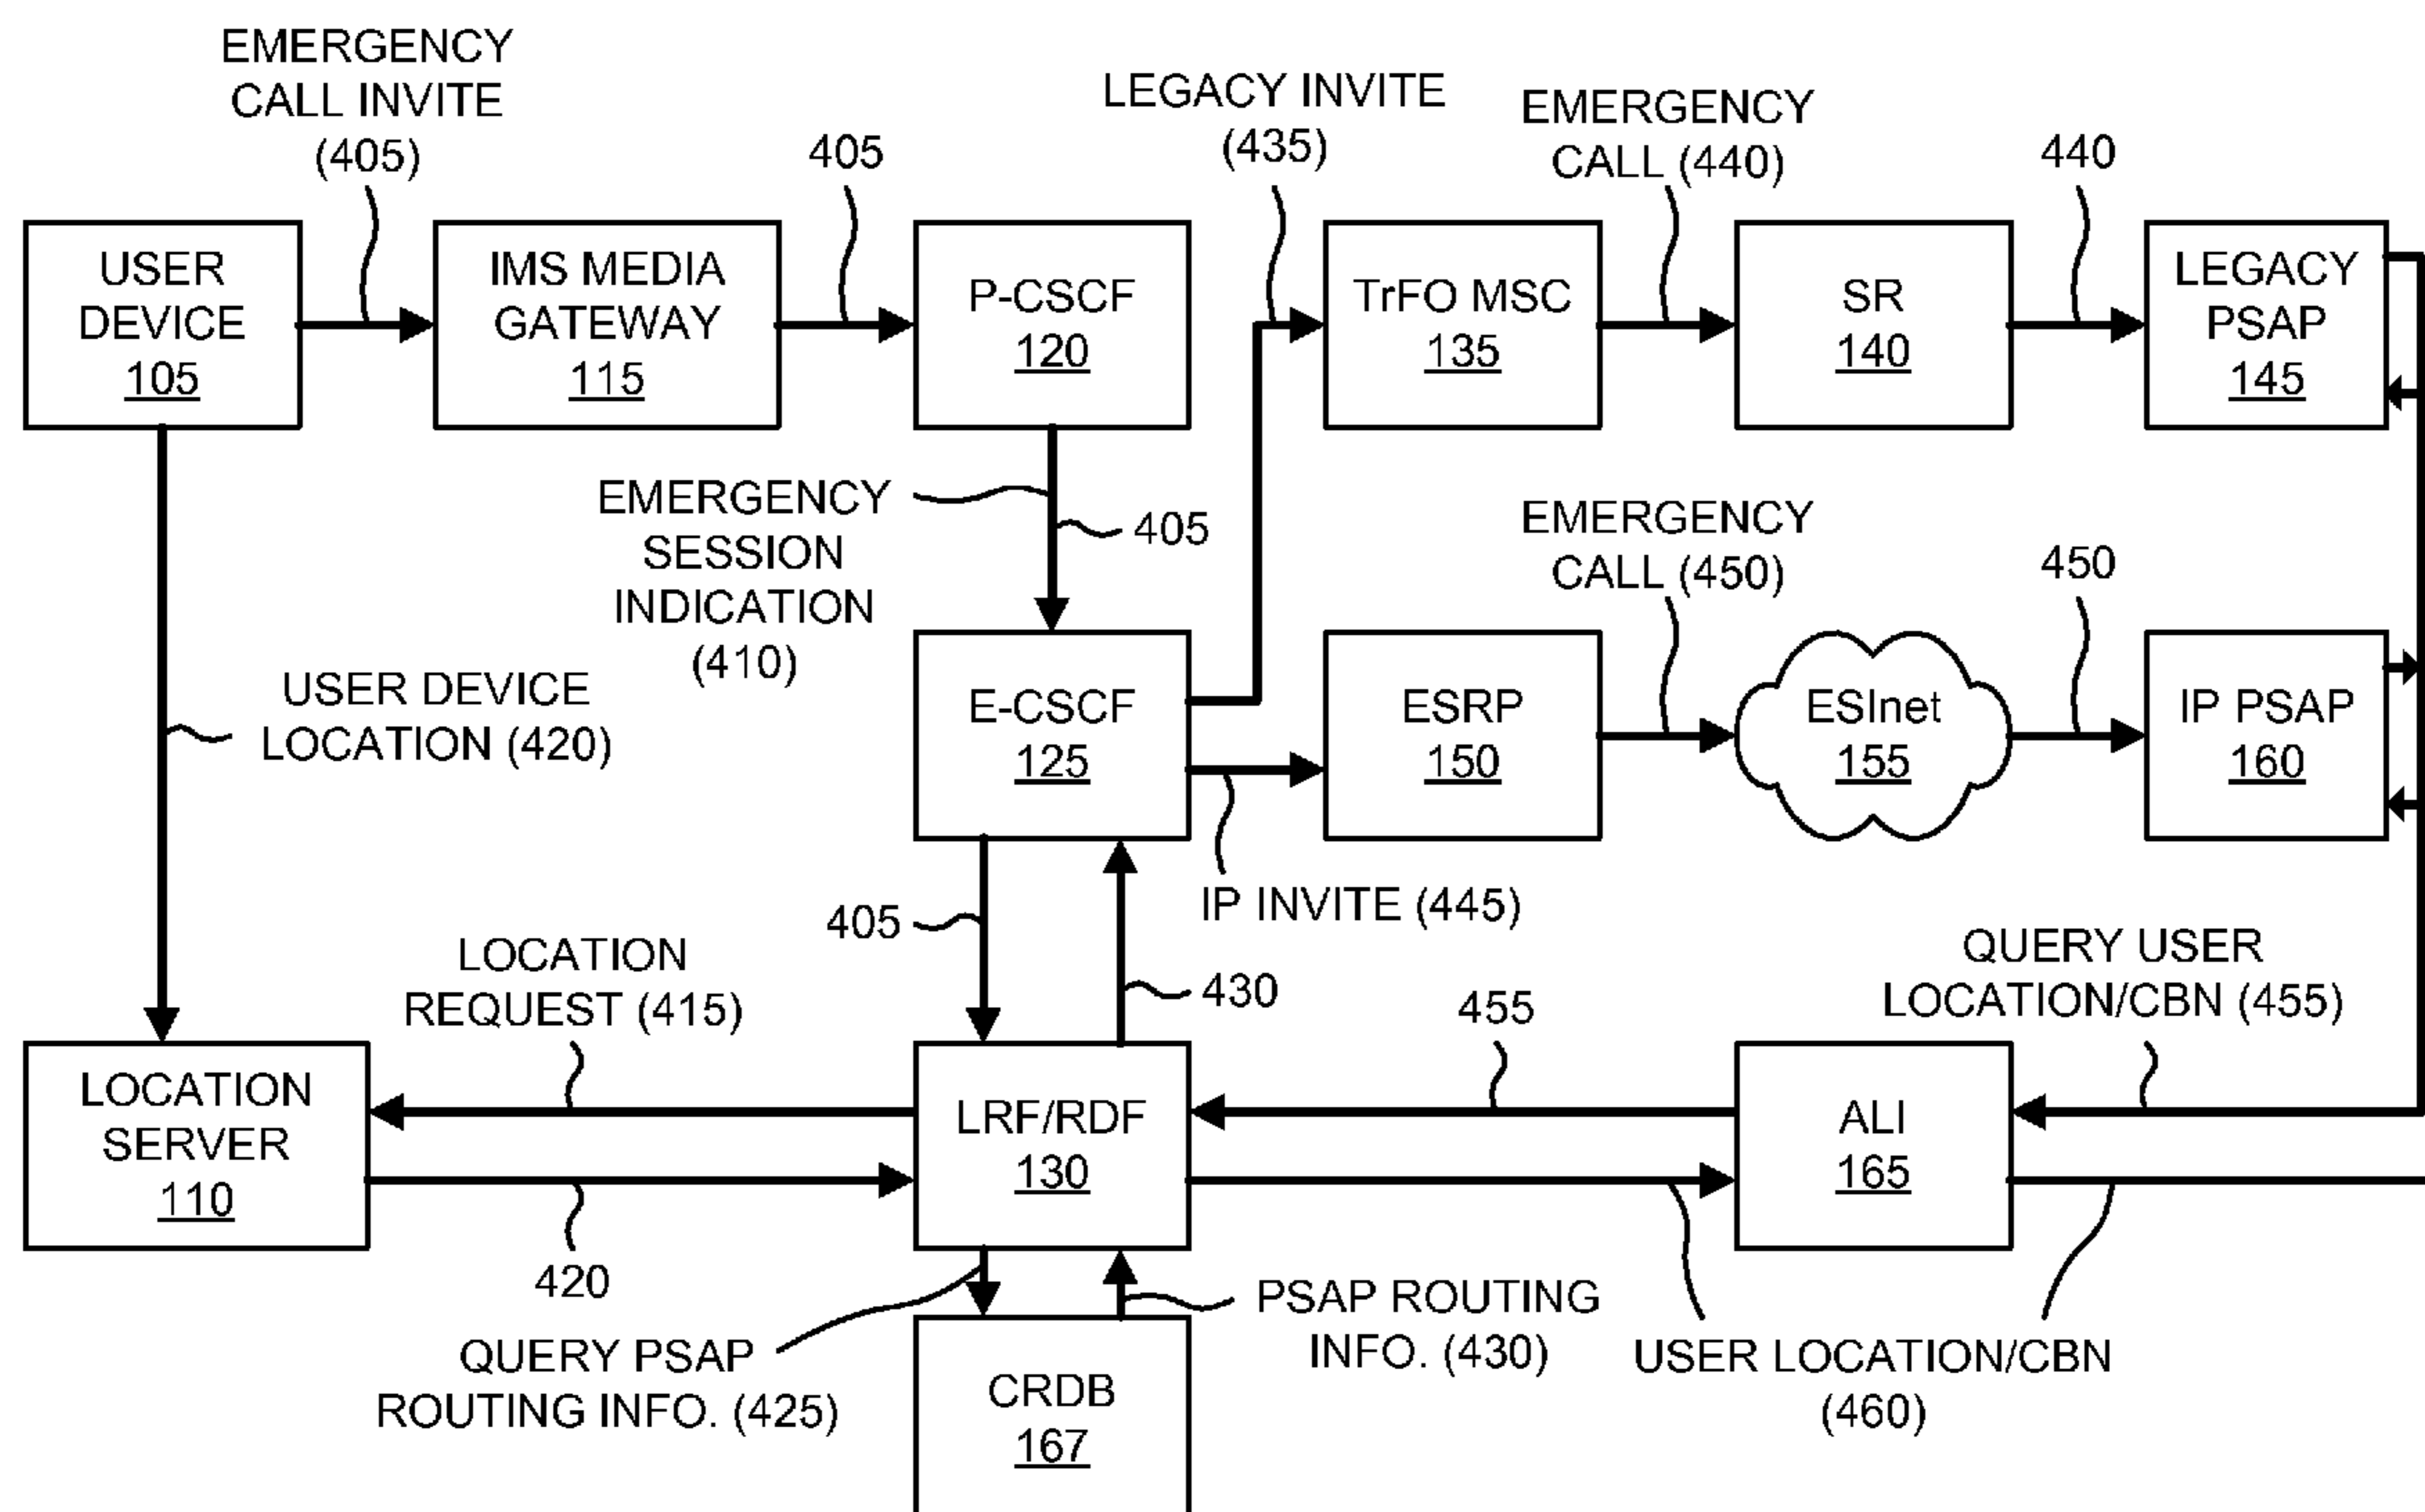 EMERGENCY
CALL INVITE
(405)
405
LEGACY INVITE
(435)
EMERGENCY
CALL (440)
440
USER
DEVICE
105
IMS MEDIA
GATEWAY
115
P-CSCF
120
TrFO MSC
135
SR
140
LEGACY
PSAP
145
EMERGENCY
SESSION
INDICATION
(410)
405
EMERGENCY
CALL (450)
450
USER DEVICE
LOCATION (420)
E-CSCF
125
ESRP
150
ESInet
155
IP PSAP
160
405
IP INVITE (445)
LOCATION
REQUEST (415)
430
455
QUERY USER
LOCATION/CBN (455)
LOCATION
SERVER
110
LRF/RDF
130
ALI
165
420
QUERY PSAP
ROUTING INFO. (425)
PSAP ROUTING
INFO. (430)
USER LOCATION/CBN
(460)
CRDB
167